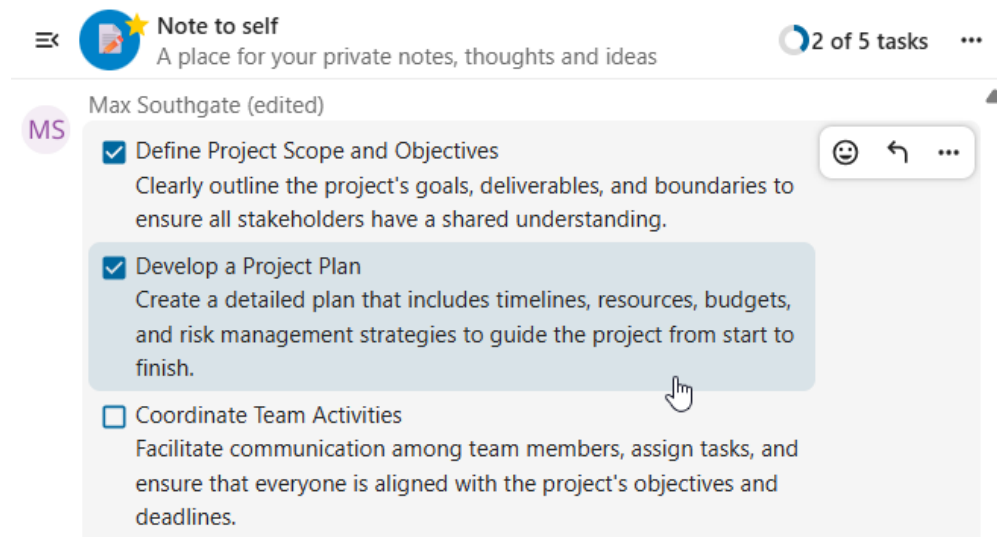 Note to self
2 of 5 tasks
A place for your private notes, thoughts and ideas
Max Southgate (edited)
MS
Define Project Scope and Objectives
Clearly outline the project's goals, deliverables, and boundaries to
ensure all stakeholders have a shared understanding.
Develop a Project Plan
Create a detailed plan that includes timelines, resources, budgets,
and risk management strategies to guide the project from start to
finish.
Coordinate Team Activities
Facilitate communication among team members, assign tasks, and
ensure that everyone is aligned with the project's objectives and
deadlines.